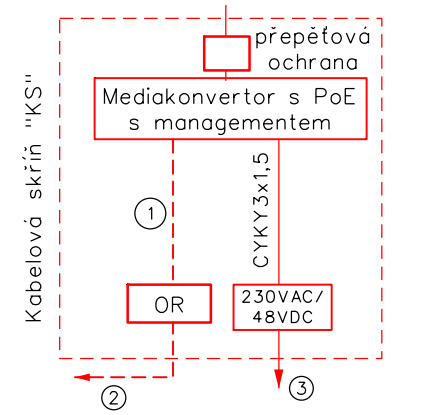 přepěťová
ochrana
Mediakonvertor s PoE
s managementem
Kabelová skříň "KS"
1
CYKY3x1,5
OR
230VAC/
48VDC
2
3